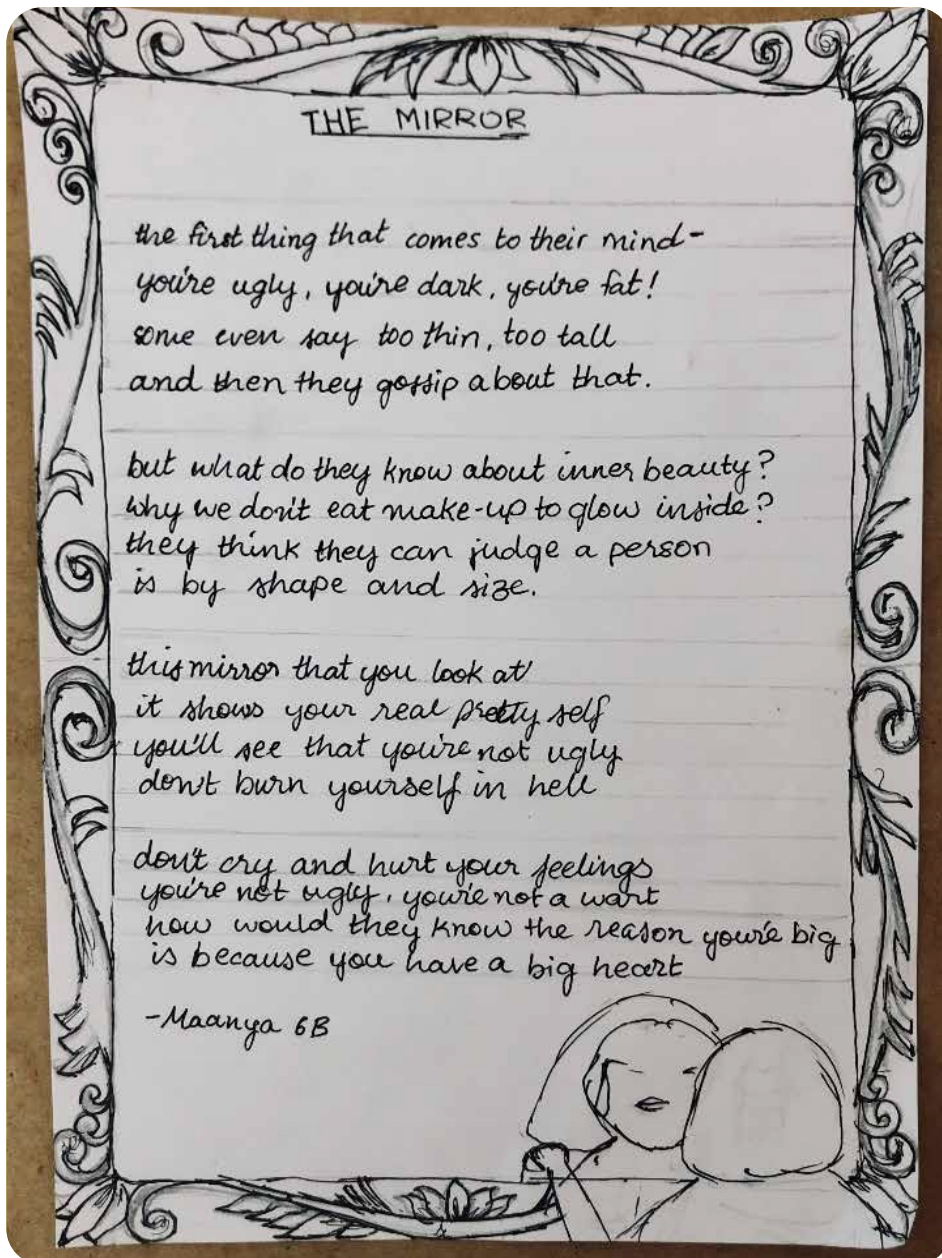 THE MIRROR
the first thing that comes to their mind-
you're ugly, you're dark, you're fat!
some even say too thin, too tall
and then they gossip about that.
but what do they know about inner beauty?
why we don't eat make-up to glow inside?
they think they can judge a person
is by shape and size.
this mirror that you look at
it shows your real pretty self
you'll see that you're not ugly
don't burn yourself in hell
don't cry and hurt your feelings
you're not ugly, you're not a wart
how would they know the reason you're big
is because you have a big heart
-Maanya 6B